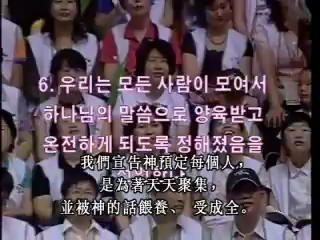 6. 우리는 모든 사람이 모여서
하나님의 말씀으로 양육받고
온전하게 되도록 정해졌음을
我們宣告神預定每個人，
是為著天天聚集，
並被神的話餵養、受成全。